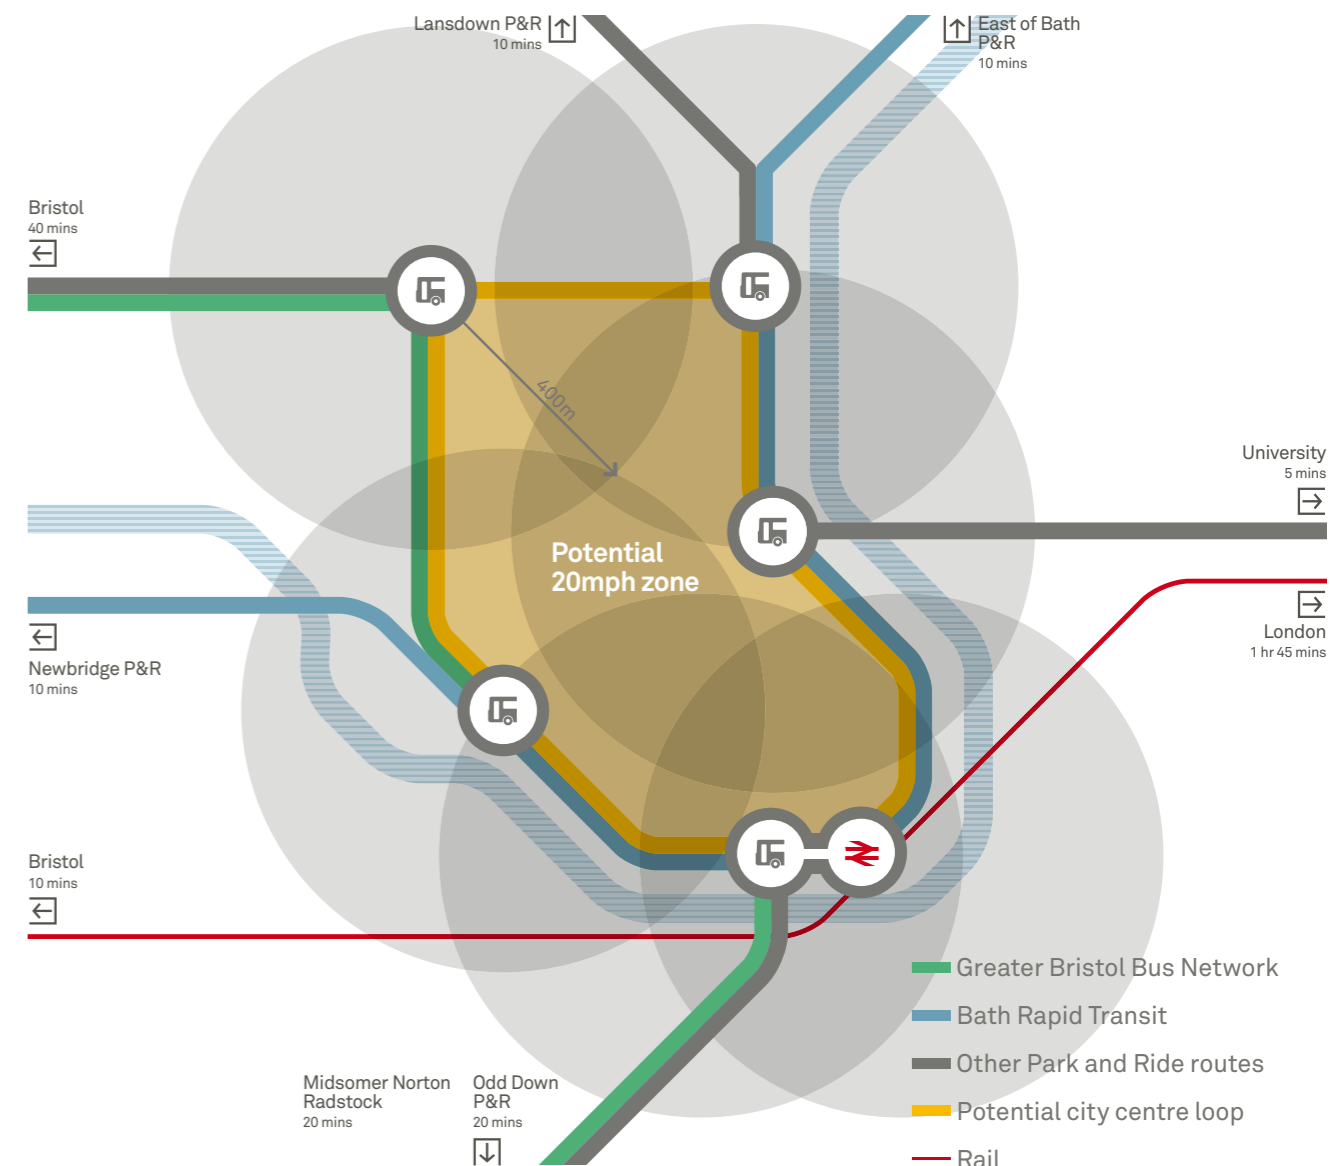 Lansdown P&R
10 mins
East of Bath
P&R
10 mins
Bristol
40 mins
400m
University
5 mins
Potential
20mph zone
London
1 hr 45 mins
Newbridge P&R
10 mins
Bristol
10 mins
Greater Bristol Bus Network
Bath Rapid Transit
Other Park and Ride routes
Potential city centre loop
Rail
Midsomer Norton
Radstock
20 mins
Odd Down
P&R
20 mins